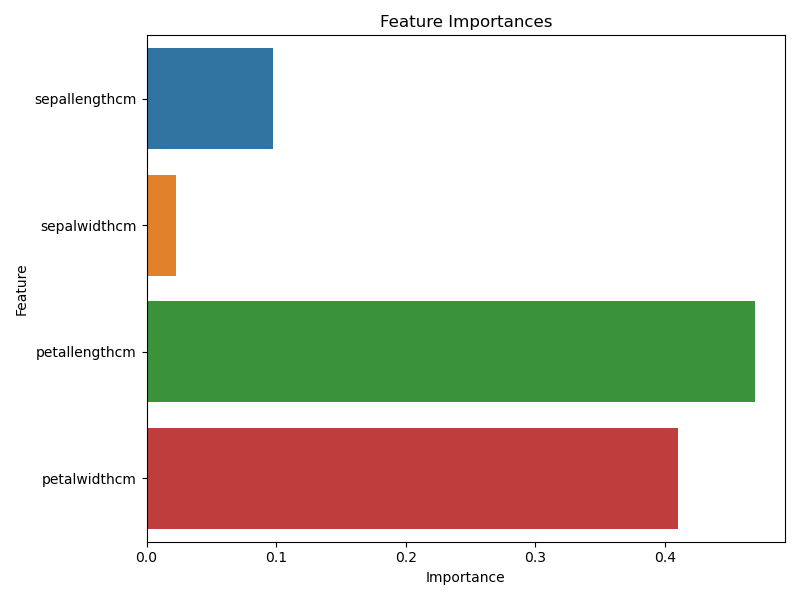 Feature Importances
sepallengthcm
sepalwidthcm
petallengthcm
petalwidthcm
Feature
0.0 0.1 0.2 0.3 0.4
Importance